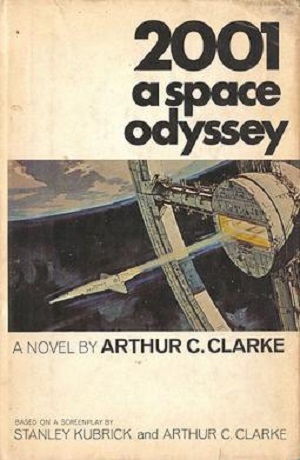 2001
a space
odyssey
A NOVEL BY ARTHUR C. CLARKE
BASED ON A SCREENPLAY BY
STANLEY KUBRICK and ARTHUR C. CLARKE